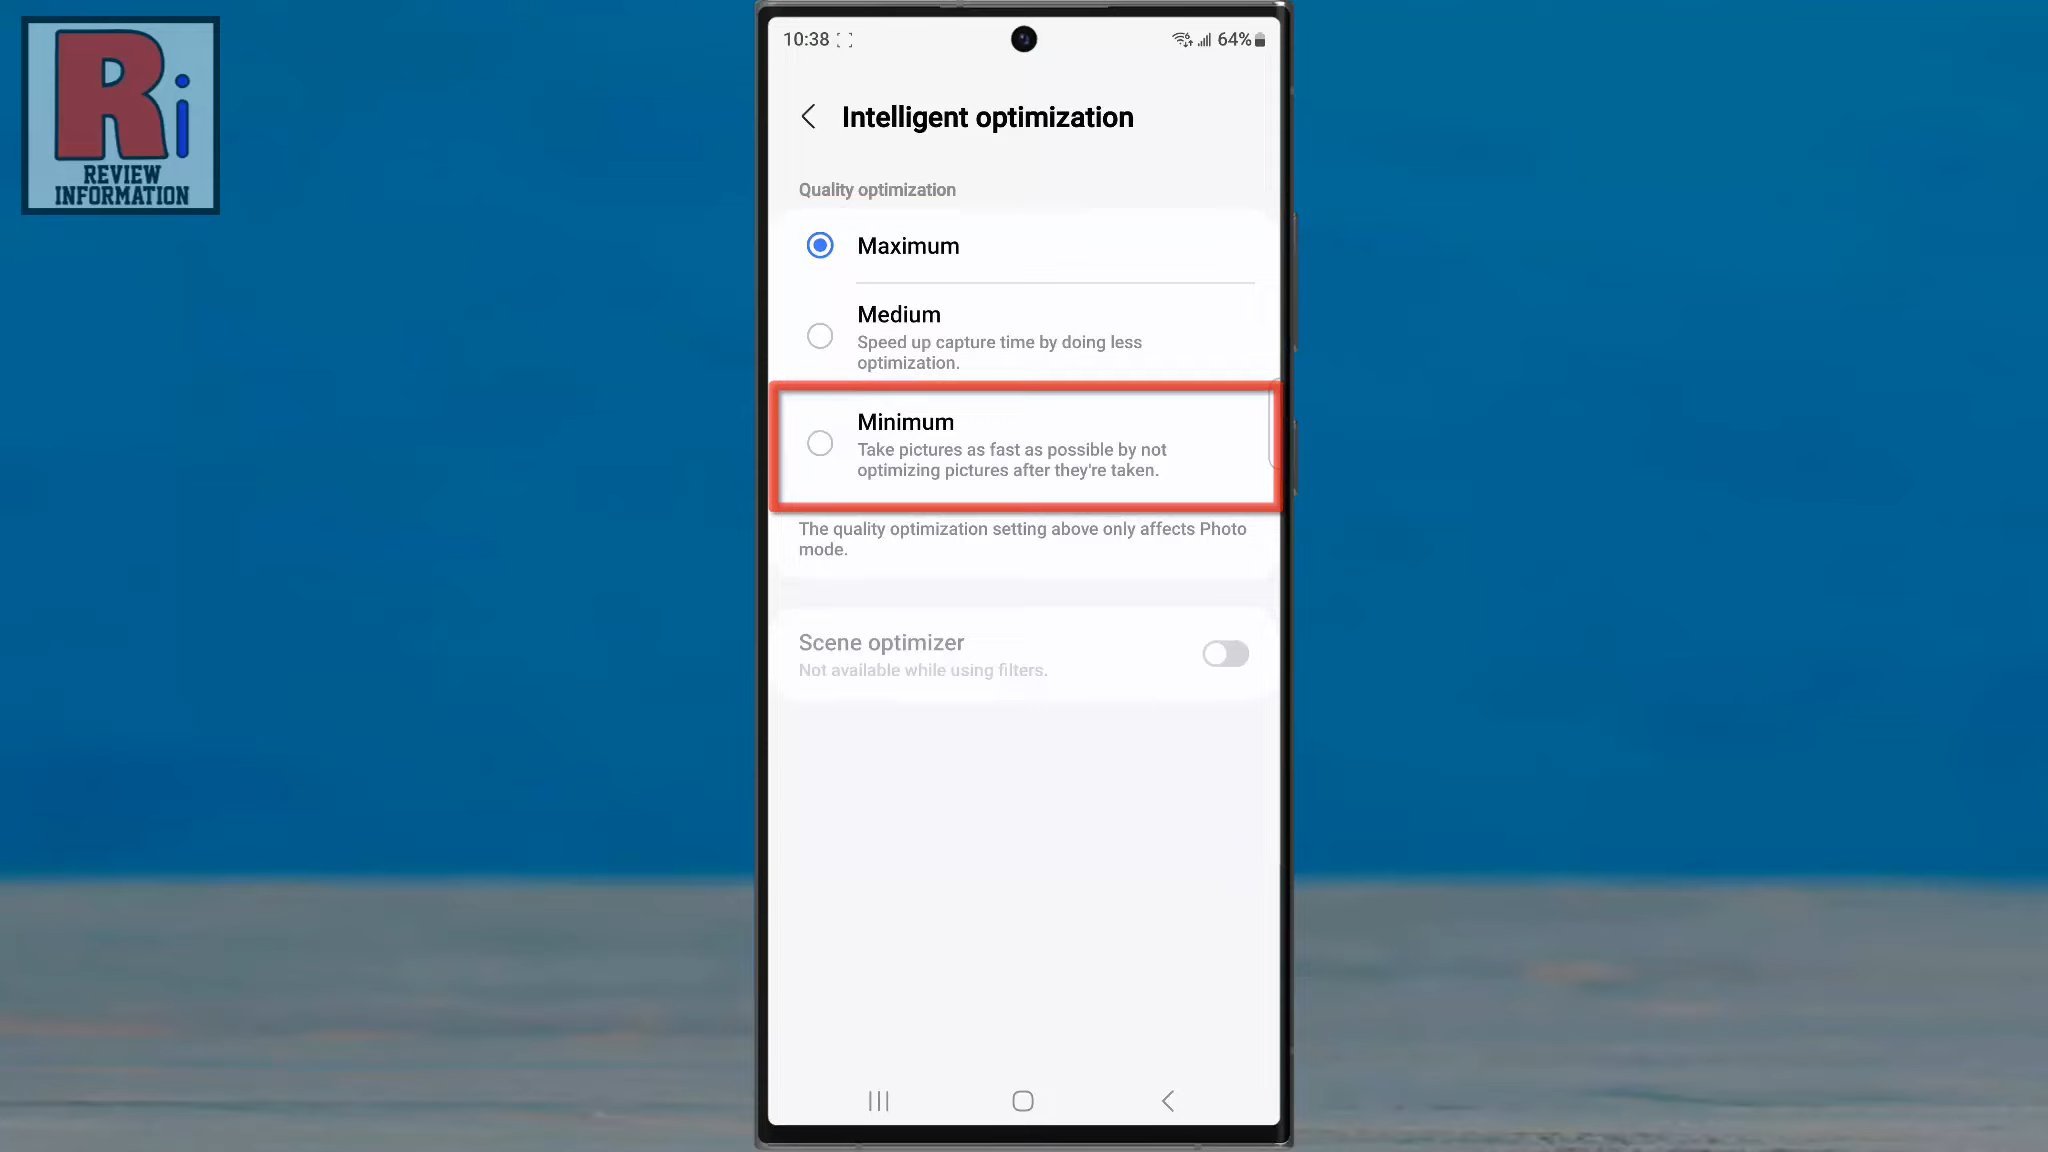 Ri
REVIEW
INFORMATION
10:38
64%
Intelligent optimization
Quality optimization
Maximum
Medium
Speed up capture time by doing less
optimization.
Minimum
Take pictures as fast as possible by not
optimizing pictures after they're taken.
The quality optimization setting above only affects Photo
mode.
Scene optimizer
Not available while using filters.